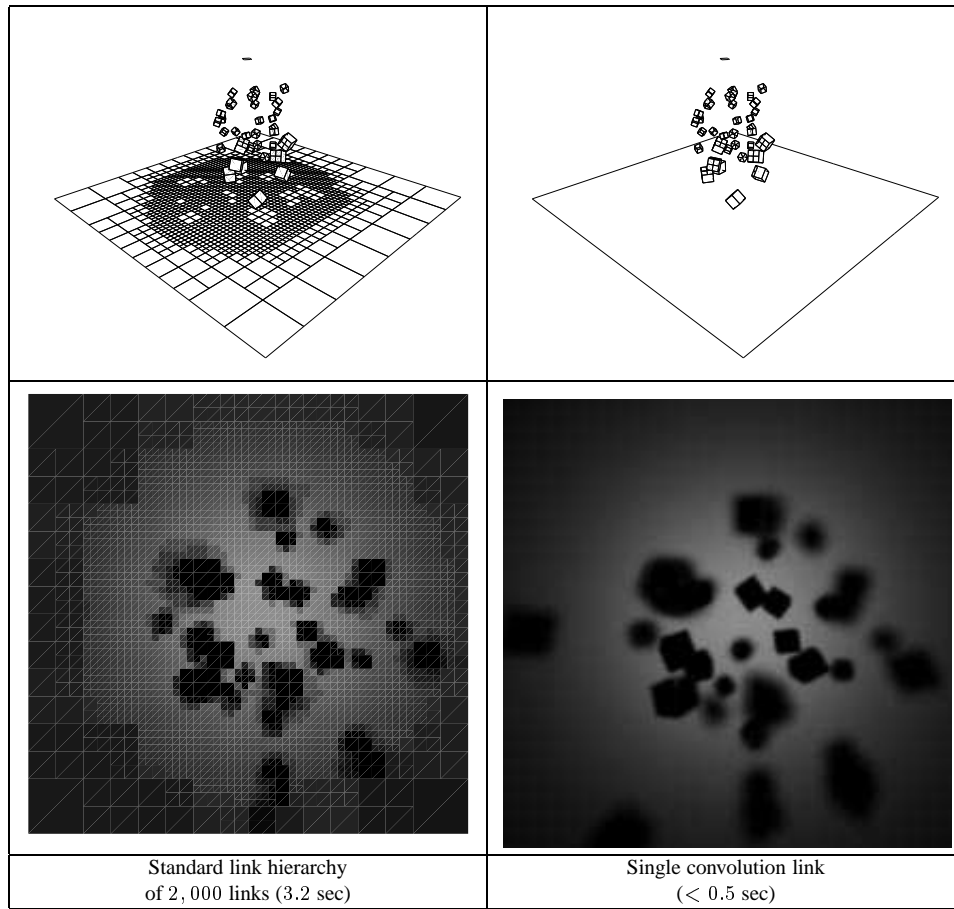 Standard link hierarchy
of 2, 000 links (3.2 sec)
Single convolution link
(< 0.5 sec)